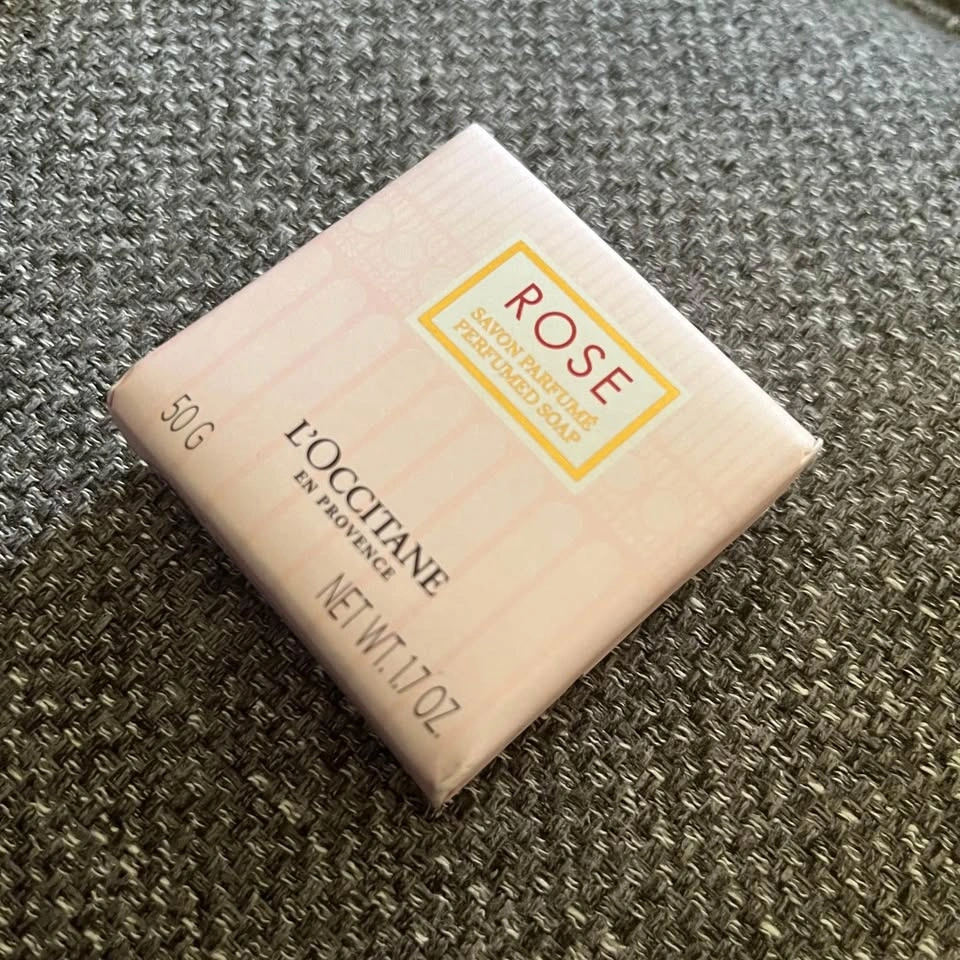 ROSE
SAVON PARFUMÉ
PERFUMED SOAP
L'OCCITANE
EN PROVENCE
50 G
NET WT. 1.7 OZ.